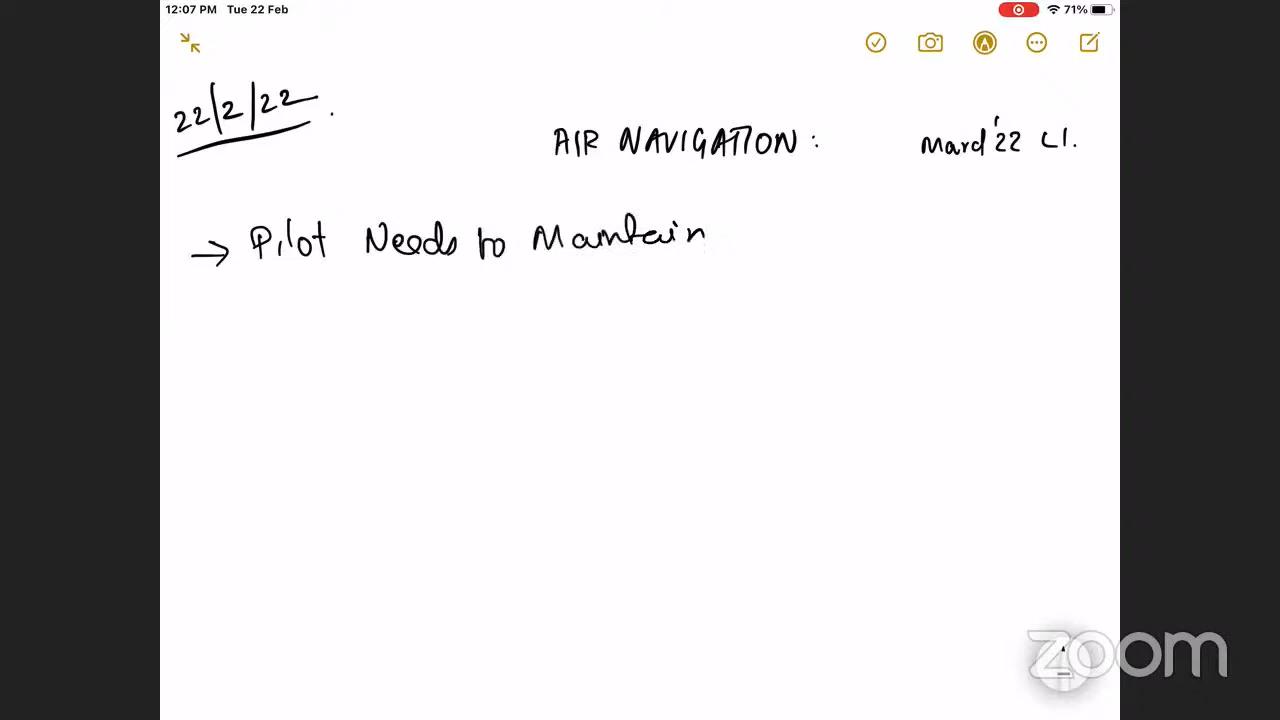 12:07 PM Tue 22 Feb 71%
22/2/22
AIR NAVIGATION: March '22 L1.
→ Pilot Needs to Maintain
zoom